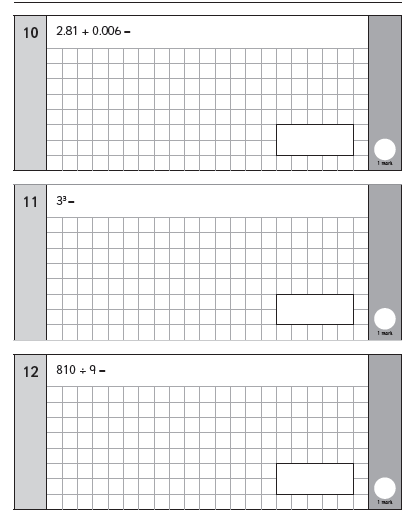 10
2.81 + 0.006 =
1 mark
11
3³ =
1 mark
12
810 ÷ 9 =
1 mark